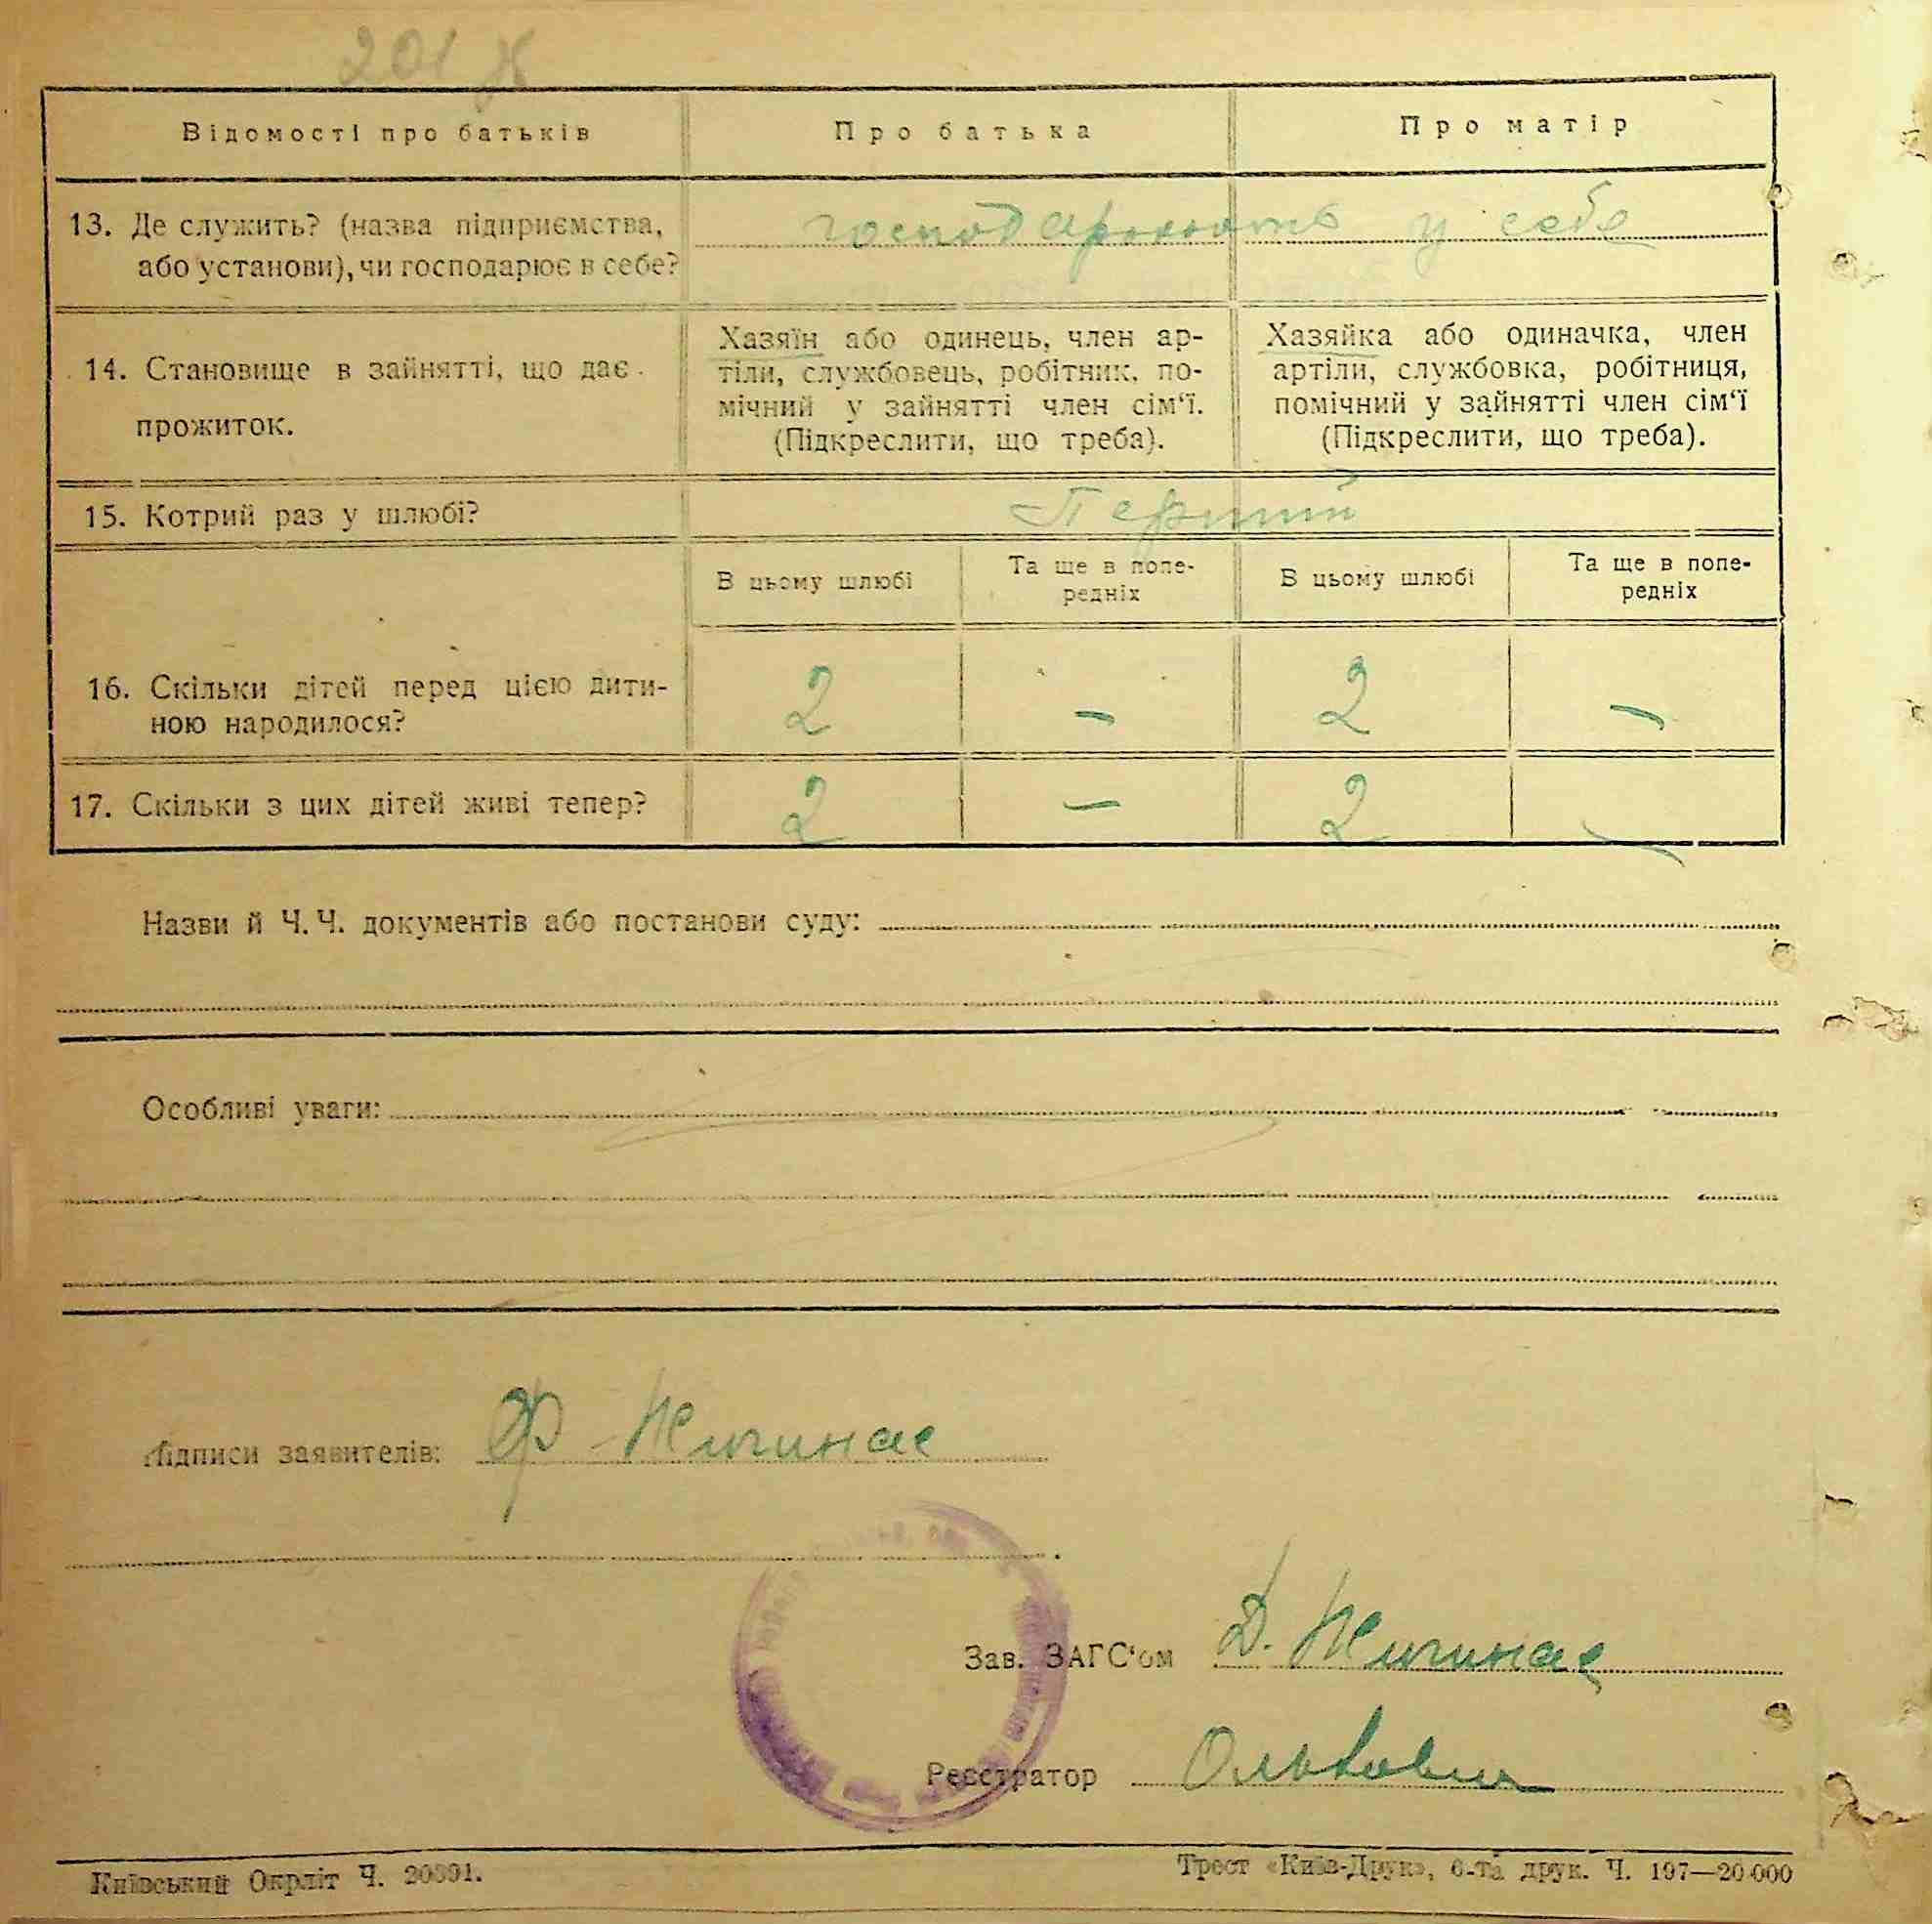 201
Відомості про батьків
Про батька
Про матір
13. Де служить? (назва підприємства,
або установи), чи господарює в себе?
господарюють у себе
14. Становище в зайнятті, що дає
прожиток.
Хазяїн або одинець, член ар-
тіли, службовець, робітник, по-
мічний у зайнятті член сім‘ї.
(Підкреслити, що треба).
Хазяйка або одиначка, член
артіли, службовка, робітниця,
помічний у зайнятті член сім‘ї
(Підкреслити, що треба).
15. Котрий раз у шлюбі?
Перший
В цьому шлюбі
Та ще в попе-
редніх
В цьому шлюбі
Та ще в попе-
редніх
16. Скільки дітей перед цією дити-
ною народилося?
2 – 2 –
17. Скільки з цих дітей живі тепер?
2 – 2 –
Назви й Ч. Ч. документів або постанови суду:
Особливі уваги:
Підписи заявителів: Ф Жигинас
Зав. ЗАГС‘ом Д. Жигинас
Реєстратор
Київський Окрліт Ч. 20391.
Трест «Київ-Друк», 6-та друк. Ч. 197—20.000